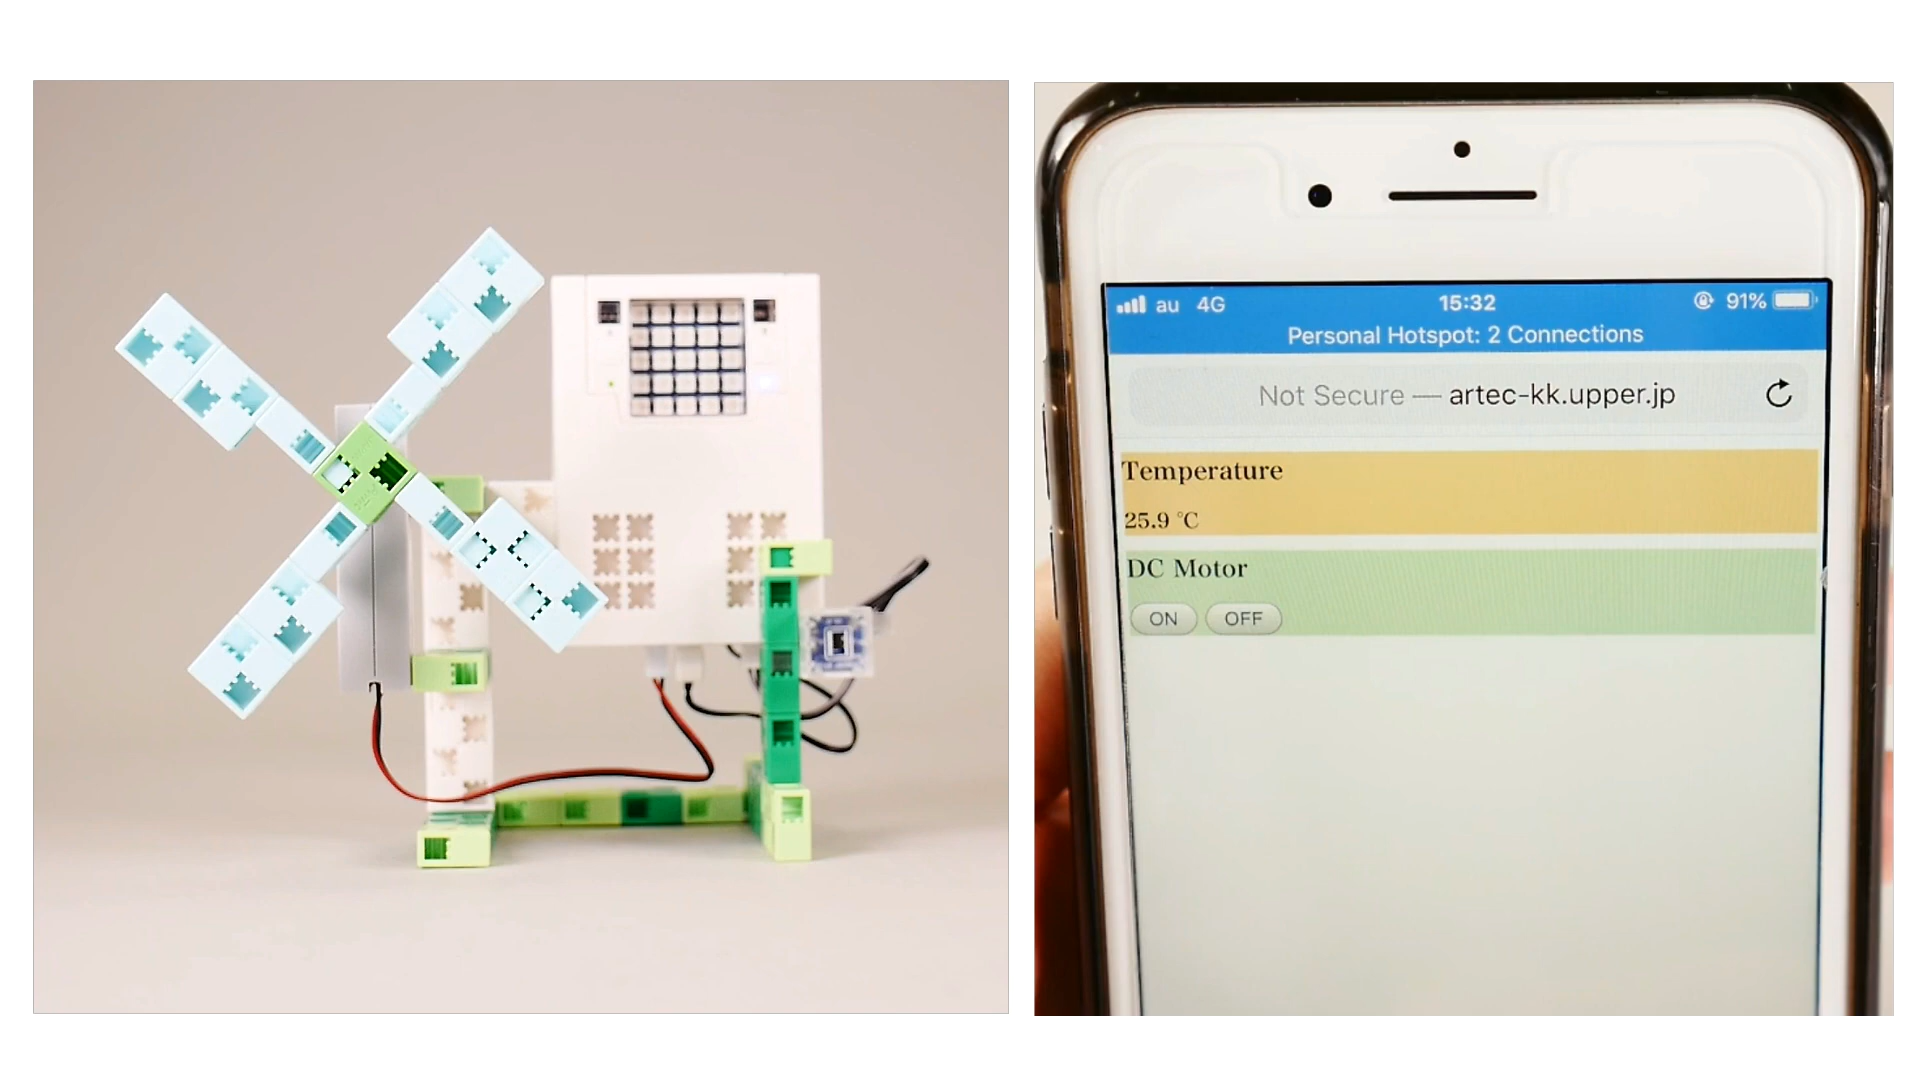 au 4G 15:32 91%
Personal Hotspot: 2 Connections
Not Secure — artec-kk.upper.jp
Temperature
25.9 ℃
DC Motor
ON OFF